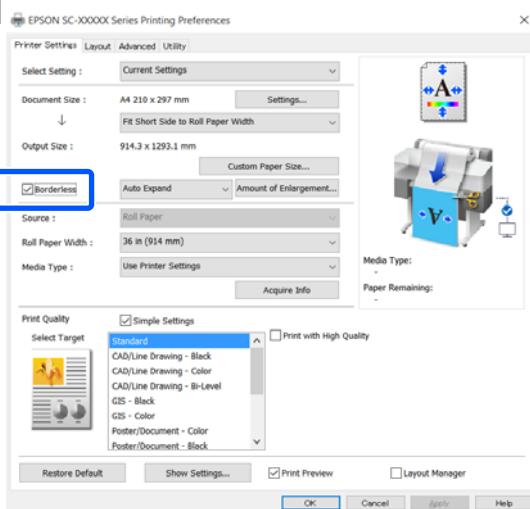 EPSON SC-XXXXX Series Printing Preferences
Printer Settings Layout Advanced Utility
Select Setting : Current Settings
Document Size : A4 210 x 297 mm Settings...
Fit Short Side to Roll Paper Width
Output Size : 914.3 x 1293.1 mm
Custom Paper Size...
Borderless Auto Expand Amount of Enlargement...
Source : Roll Paper
Roll Paper Width : 36 in (914 mm)
Media Type : Use Printer Settings
Acquire Info
A
A
Media Type:
-
Paper Remaining:
-
Print Quality Simple Settings
Select Target Standard Print with High Quality
CAD/Line Drawing - Black
CAD/Line Drawing - Color
CAD/Line Drawing - Bi-Level
GIS - Black
GIS - Color
Poster/Document - Color
Poster/Document - Black
Restore Default Show Settings... Print Preview Layout Manager
OK Cancel Apply Help